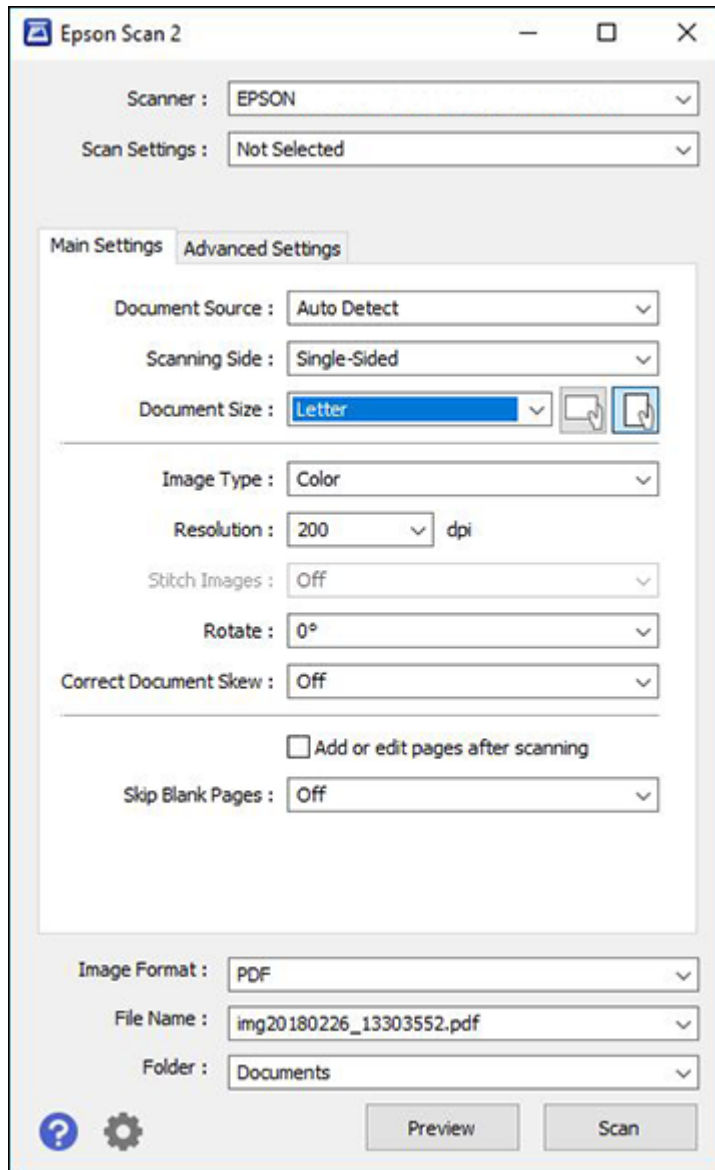 Epson Scan 2
Scanner : EPSON
Scan Settings : Not Selected
Main Settings Advanced Settings
Document Source : Auto Detect
Scanning Side : Single-Sided
Document Size : Letter
Image Type : Color
Resolution : 200 dpi
Stitch Images : Off
Rotate : 0°
Correct Document Skew : Off
Add or edit pages after scanning
Skip Blank Pages : Off
Image Format : PDF
File Name : img20180226_13303552.pdf
Folder : Documents
? Preview Scan